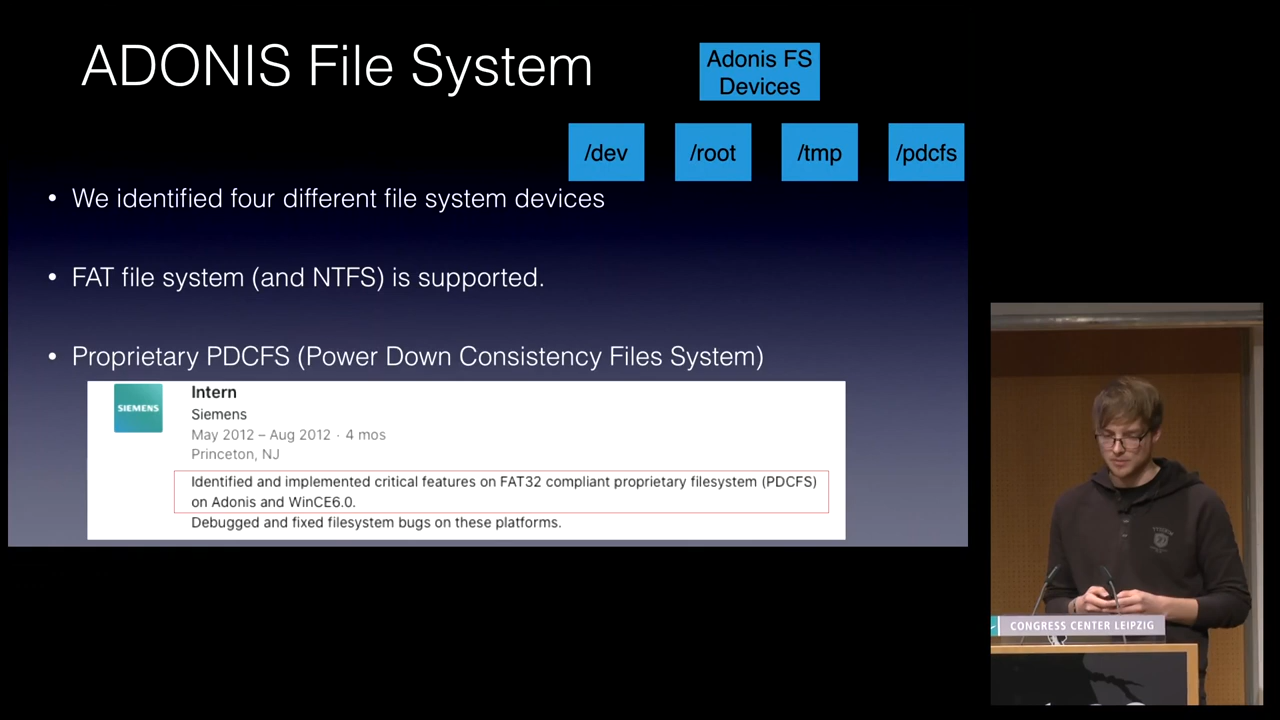 ADONIS File System
Adonis FS
Devices
/dev
/root
/tmp
/pdcfs
• We identified four different file system devices
• FAT file system (and NTFS) is supported.
• Proprietary PDCFS (Power Down Consistency Files System)
SIEMENS
Intern
Siemens
May 2012 – Aug 2012 · 4 mos
Princeton, NJ
Identified and implemented critical features on FAT32 compliant proprietary filesystem (PDCFS)
on Adonis and WinCE6.0.
Debugged and fixed filesystem bugs on these platforms.
CONGRESS CENTER LEIPZIG